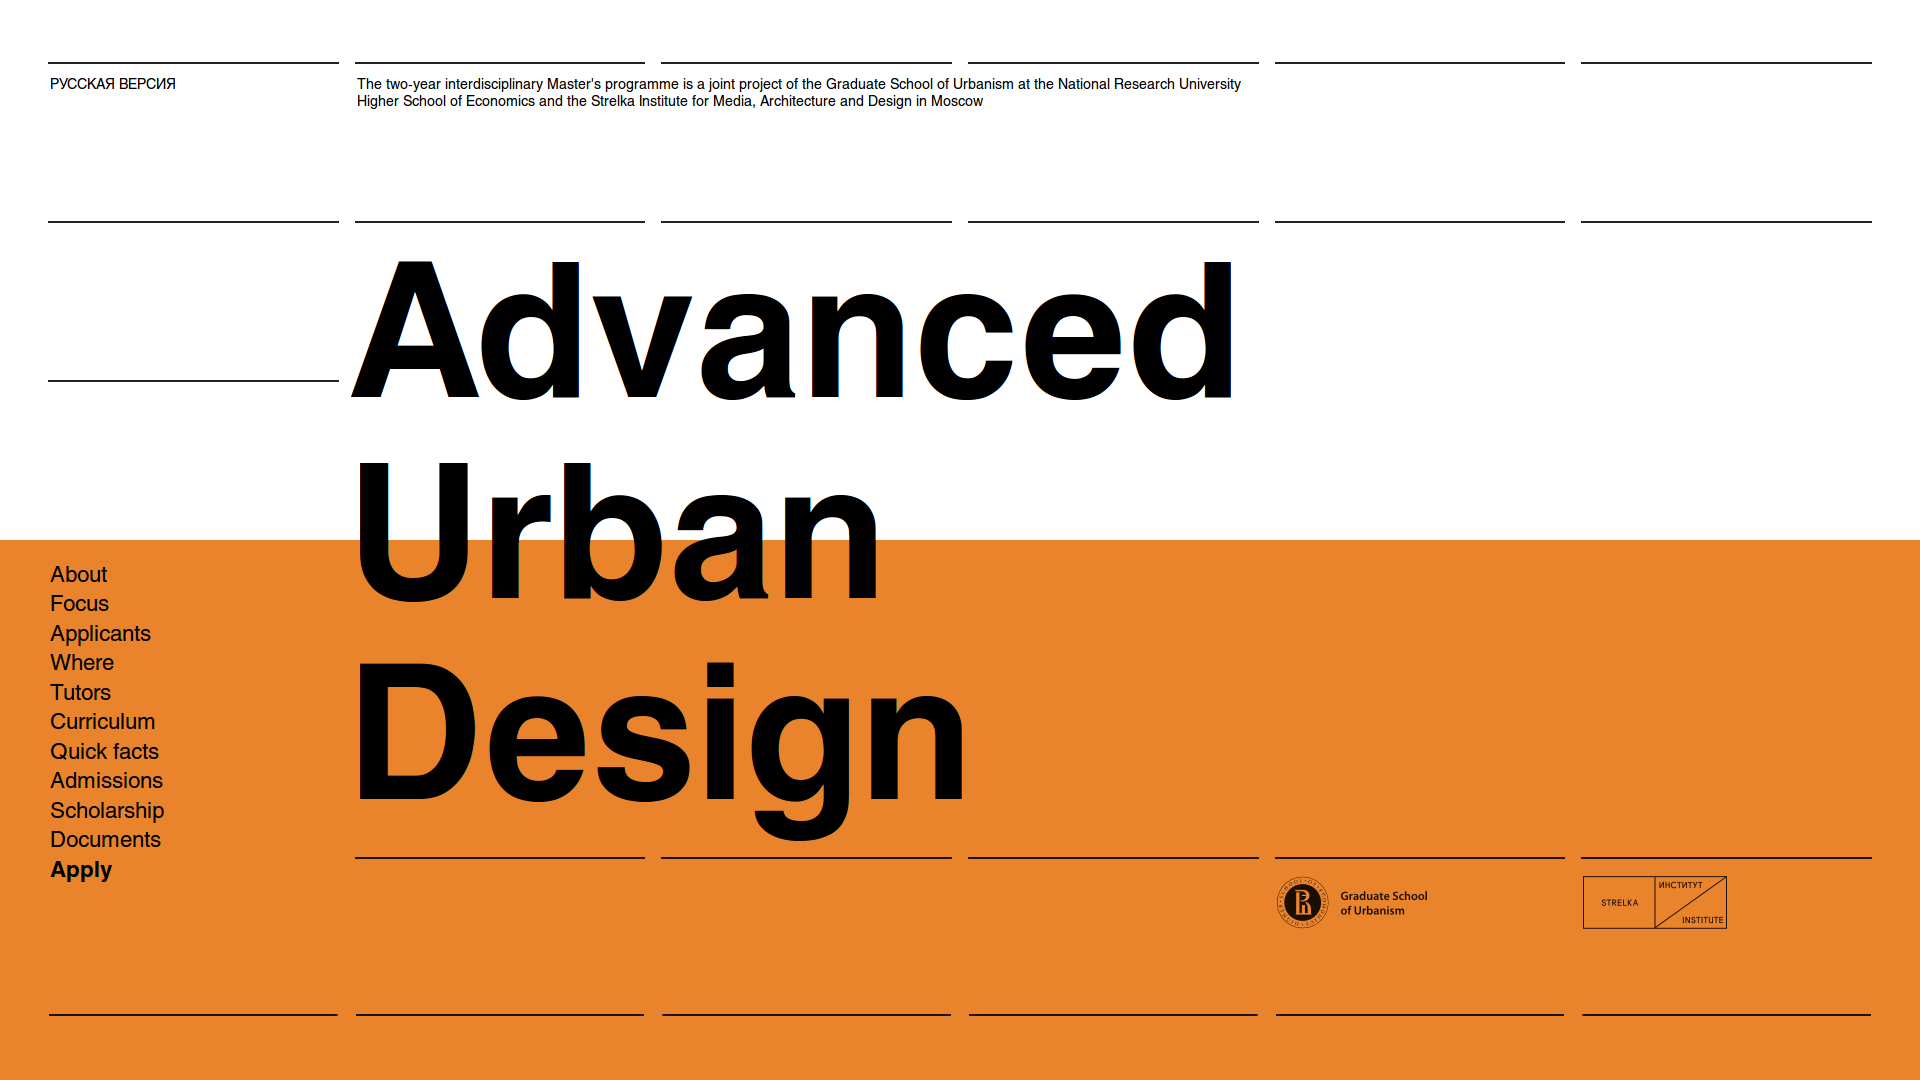 РУССКАЯ ВЕРСИЯ
The two-year interdisciplinary Master's programme is a joint project of the Graduate School of Urbanism at the National Research University
Higher School of Economics and the Strelka Institute for Media, Architecture and Design in Moscow
Advanced
Urban
Design
About
Focus
Applicants
Where
Tutors
Curriculum
Quick facts
Admissions
Scholarship
Documents
Apply
Graduate School
of Urbanism
STRELKA
ИНСТИТУТ
INSTITUTE